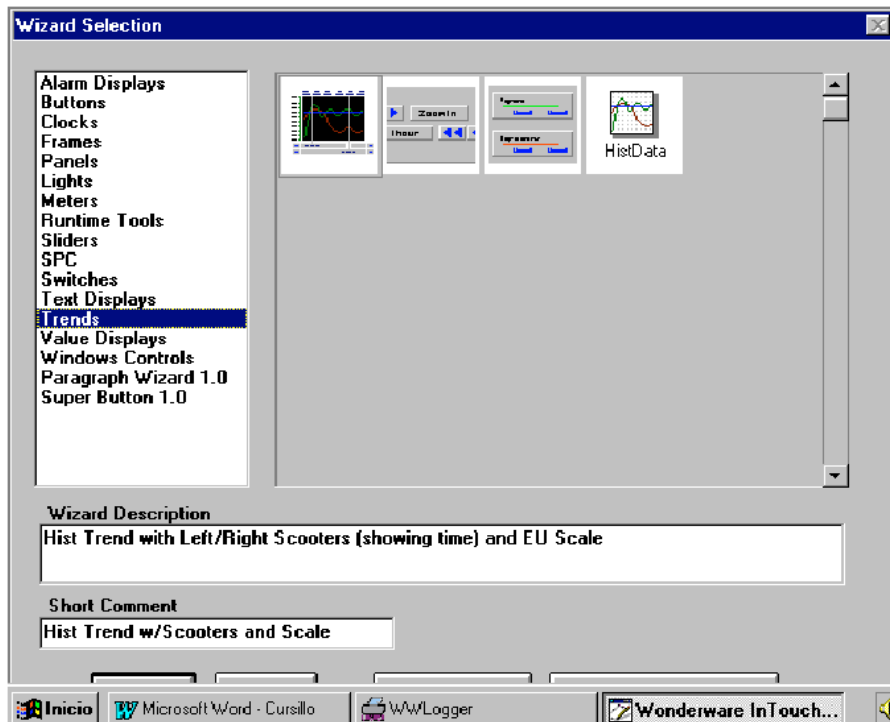 Wizard Selection
Alarm Displays
Buttons
Clocks
Frames
Panels
Lights
Meters
Runtime Tools
Sliders
SPC
Switches
Text Displays
Trends
Value Displays
Windows Controls
Paragraph Wizard 1.0
Super Button 1.0
Zoom In
1hour
HistData
Wizard Description
Hist Trend with Left/Right Scooters (showing time) and EU Scale
Short Comment
Hist Trend w/Scooters and Scale
Inicio
Microsoft Word - Cursillo
WWLogger
Wonderware InTouch...